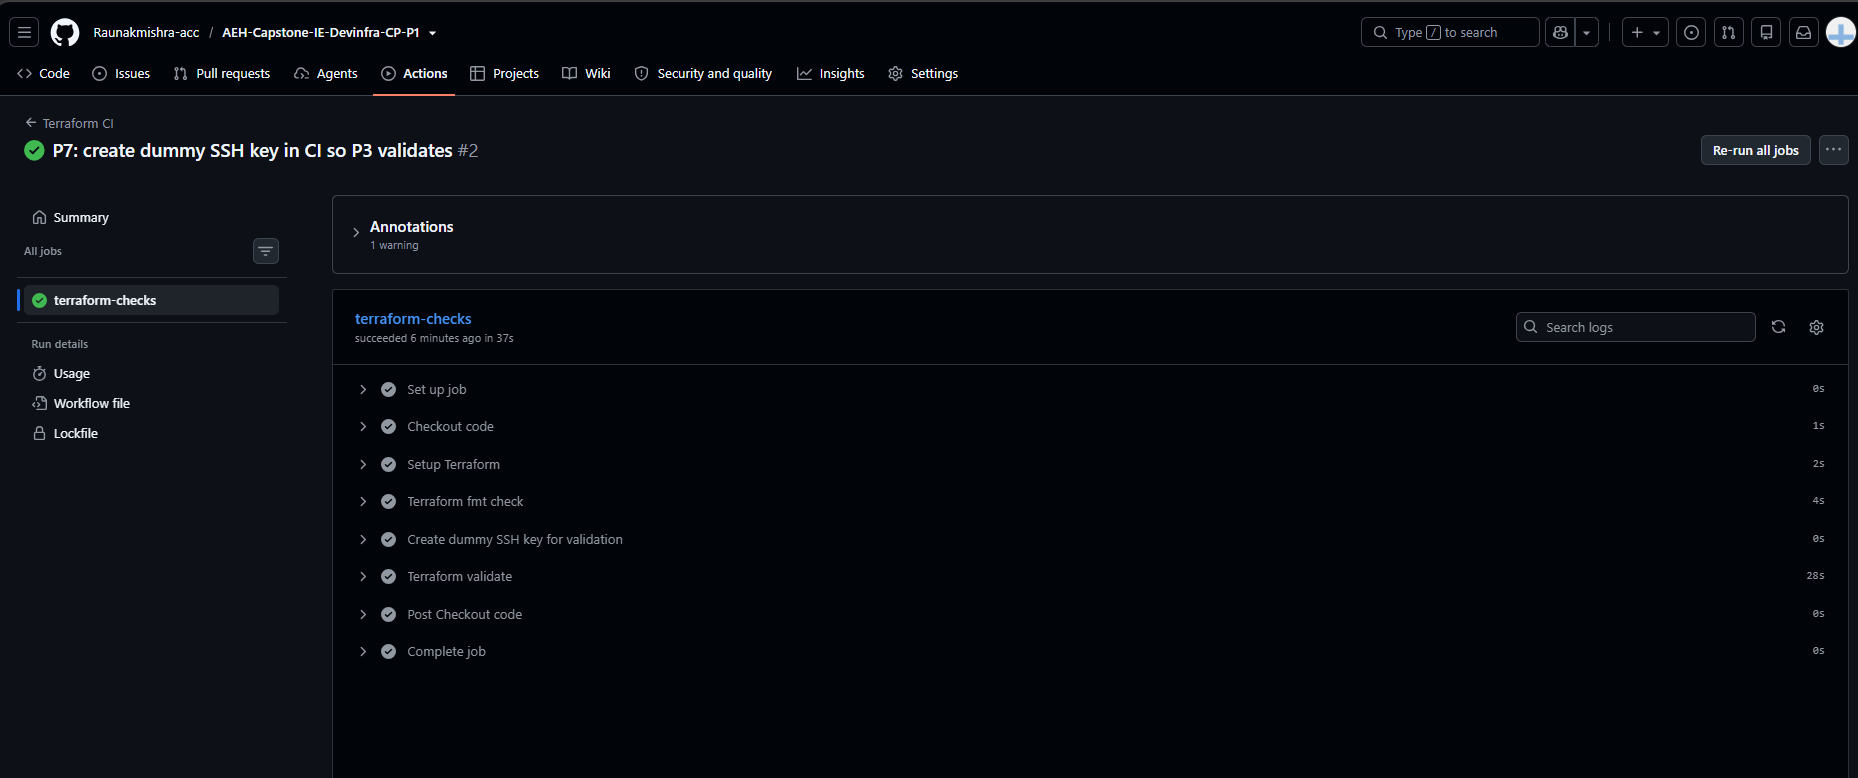 Raunakmishra-acc / AEH-Capstone-IE-Devinfra-CP-P1
Type / to search
Code
Issues
Pull requests
Agents
Actions
Projects
Wiki
Security and quality
Insights
Settings
Terraform CI
P7: create dummy SSH key in CI so P3 validates #2
Re-run all jobs
Summary
All jobs
terraform-checks
Run details
Usage
Workflow file
Lockfile
Annotations
1 warning
terraform-checks
succeeded 6 minutes ago in 37s
Search logs
Set up job 0s
Checkout code 1s
Setup Terraform 2s
Terraform fmt check 4s
Create dummy SSH key for validation 0s
Terraform validate 28s
Post Checkout code 0s
Complete job 0s